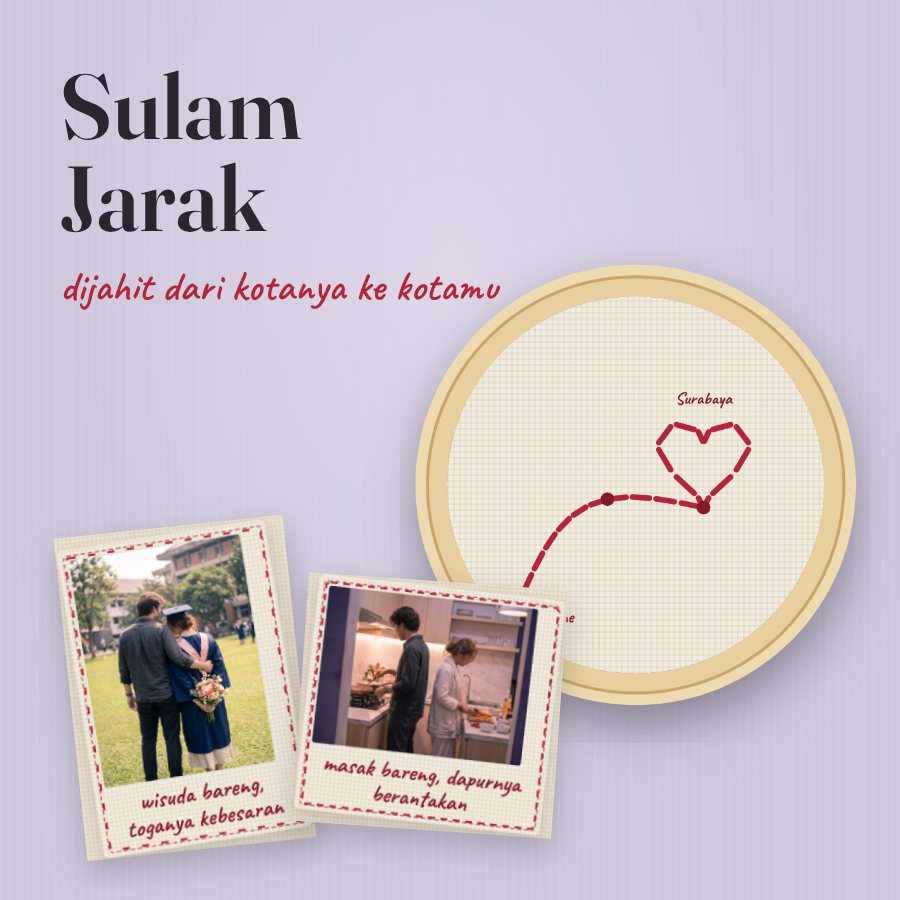 Sulam
Jarak
dijahit dari kotanya ke kotamu
Surabaya
wisuda bareng,
toganya kebesaran
masak bareng, dapurnya
berantakan